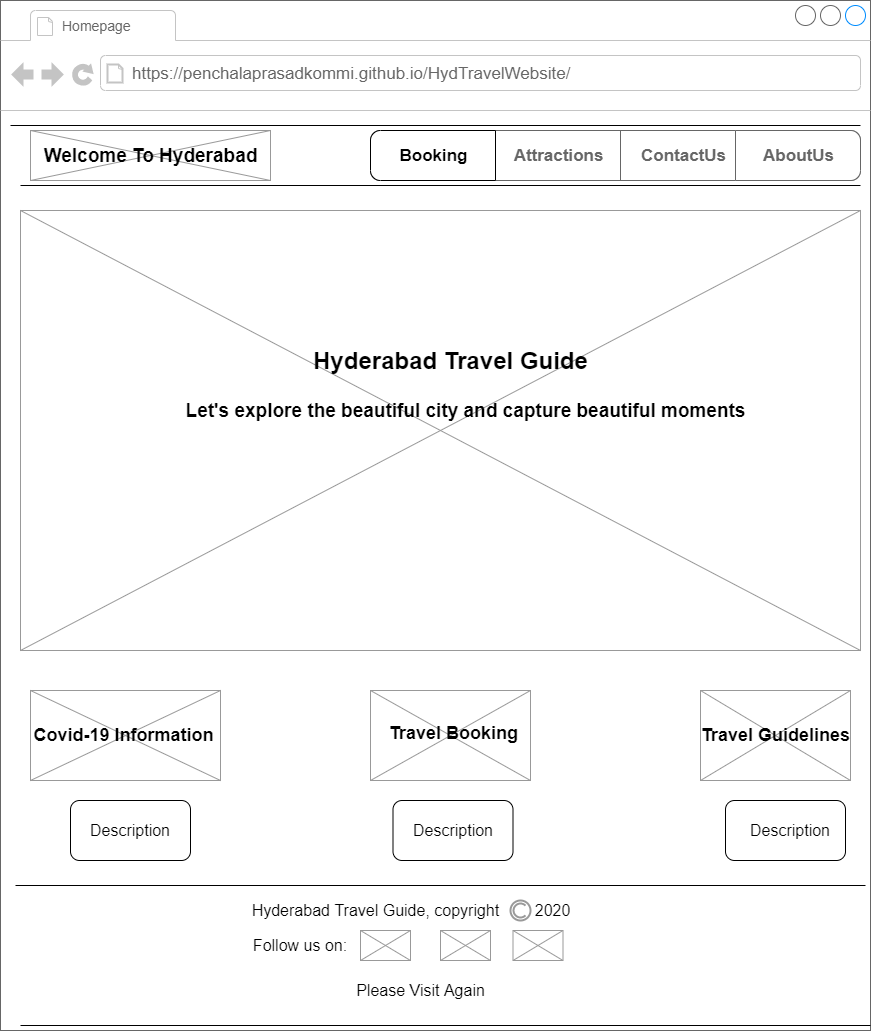 Homepage
https://penchalaprasadkommi.github.io/HydTravelWebsite/
Welcome To Hyderabad
Booking
Attractions
ContactUs
AboutUs
Hyderabad Travel Guide
Let's explore the beautiful city and capture beautiful moments
Covid-19 Information
Travel Booking
Travel Guidelines
Description
Description
Description
Hyderabad Travel Guide, copyright © 2020
Follow us on:
Please Visit Again